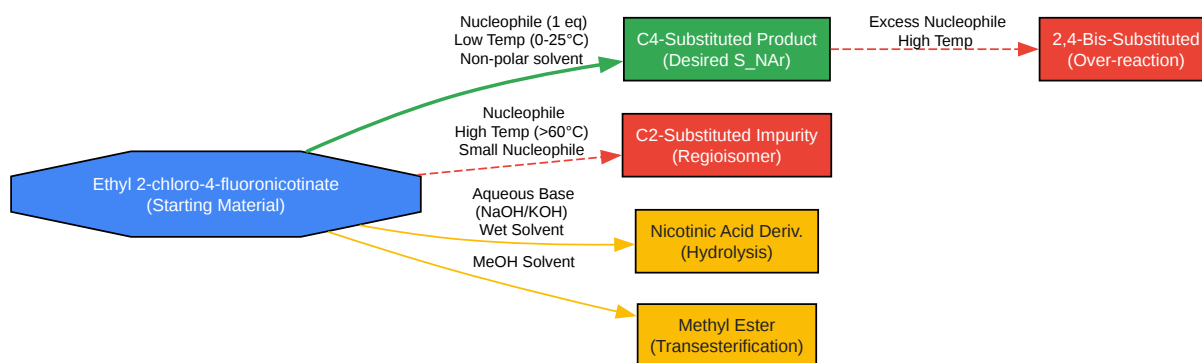 Nucleophile (1 eq)
Low Temp (0-25°C)
Non-polar solvent
C4-Substituted Product
(Desired S_NAr)
Excess Nucleophile
High Temp
2,4-Bis-Substituted
(Over-reaction)
Nucleophile
High Temp (>60°C)
Small Nucleophile
C2-Substituted Impurity
(Regioisomer)
Ethyl 2-chloro-4-fluoronicotinate
(Starting Material)
Aqueous Base
(NaOH/KOH)
Wet Solvent
Nicotinic Acid Deriv.
(Hydrolysis)
MeOH Solvent
Methyl Ester
(Transesterification)